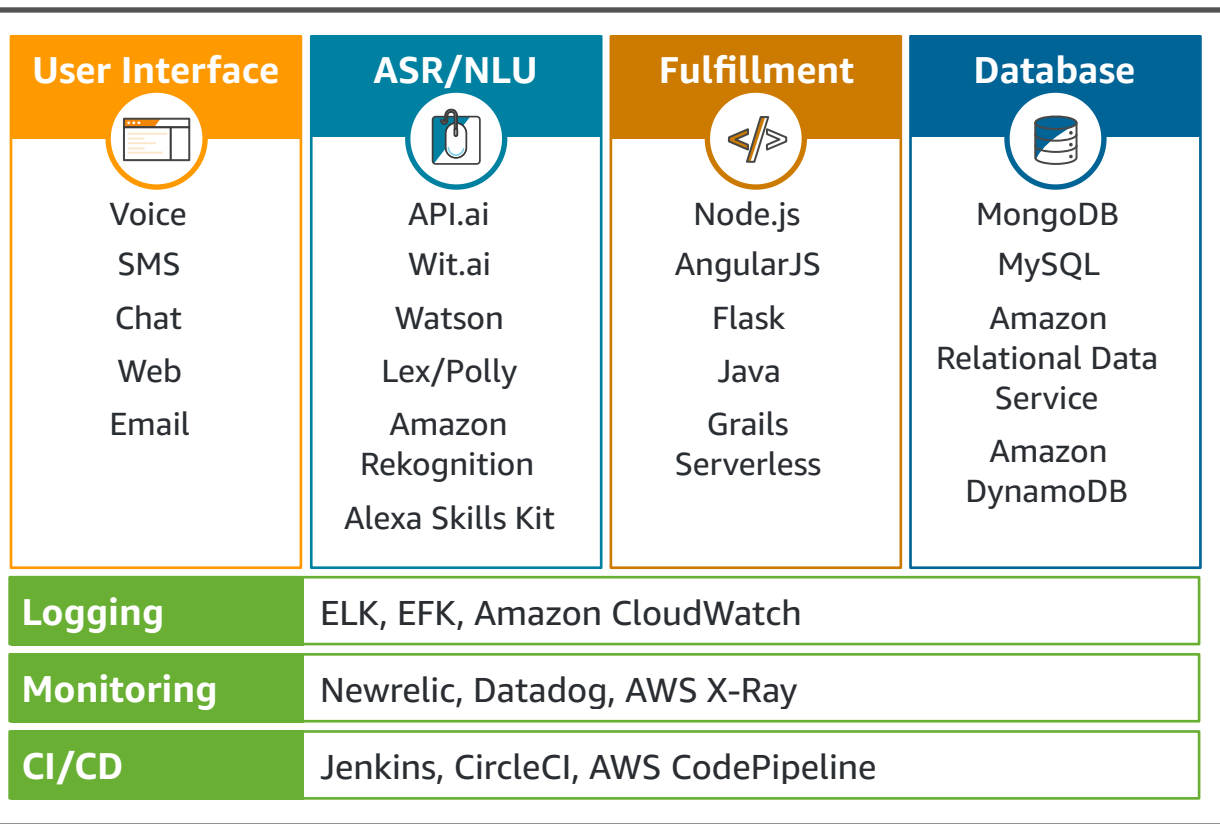 User Interface
Voice
SMS
Chat
Web
Email
ASR/NLU
API.ai
Wit.ai
Watson
Lex/Polly
Amazon
Rekognition
Alexa Skills Kit
Fulfillment
</>
Node.js
AngularJS
Flask
Java
Grails
Serverless
Database
MongoDB
MySQL
Amazon
Relational Data
Service
Amazon
DynamoDB
Logging
ELK, EFK, Amazon CloudWatch
Monitoring
Newrelic, Datadog, AWS X-Ray
CI/CD
Jenkins, CircleCI, AWS CodePipeline